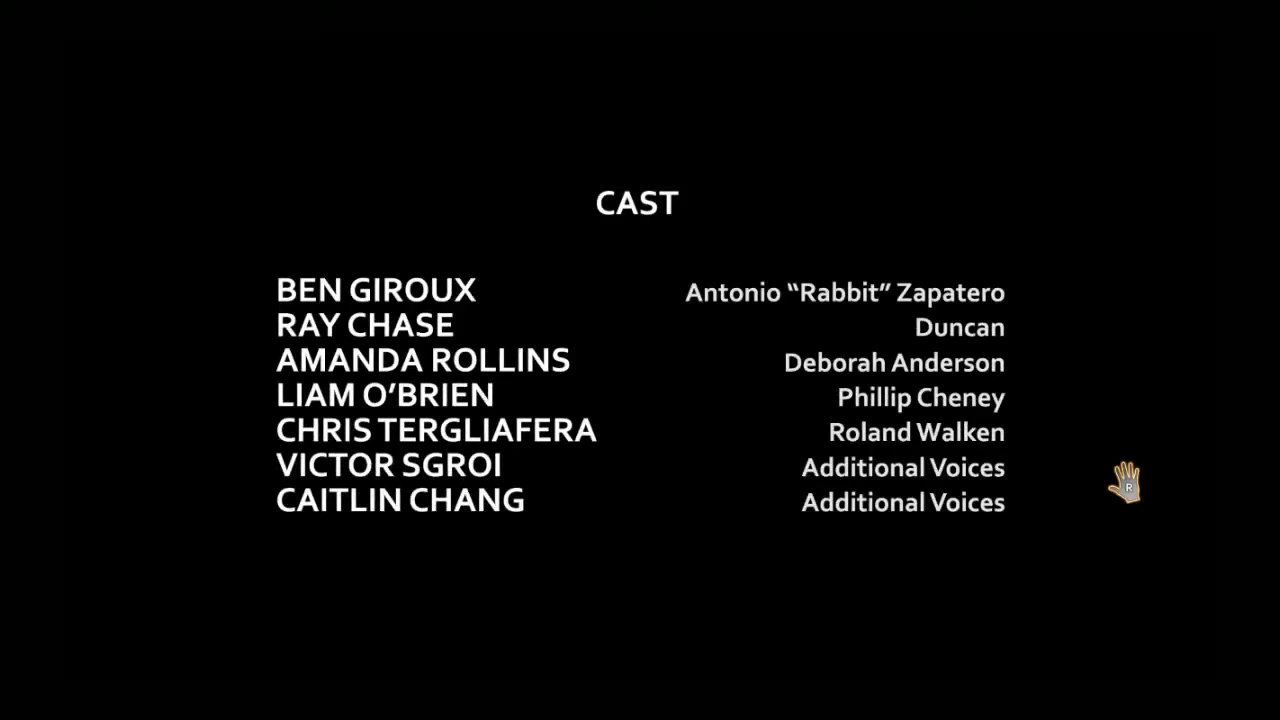 CAST
BEN GIROUX Antonio “Rabbit” Zapatero
RAY CHASE Duncan
AMANDA ROLLINS Deborah Anderson
LIAM O’BRIEN Phillip Cheney
CHRIS TERGLIAFERA Roland Walken
VICTOR SGROI Additional Voices
CAITLIN CHANG Additional Voices
R